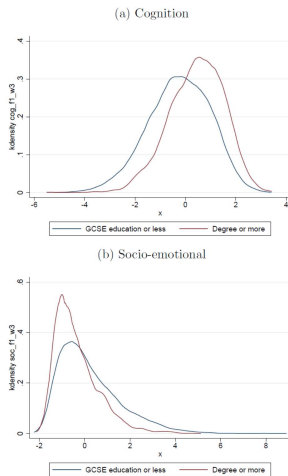 (a) Cognition
kdensity cog_f1_w3
.4
.3
.2
.1
0
-6
-4
-2
0
2
4
x
GCSE education or less
Degree or more
(b) Socio-emotional
kdensity soc_f1_w3
.6
.4
.2
0
-2
0
2
4
6
8
x
GCSE education or less
Degree or more